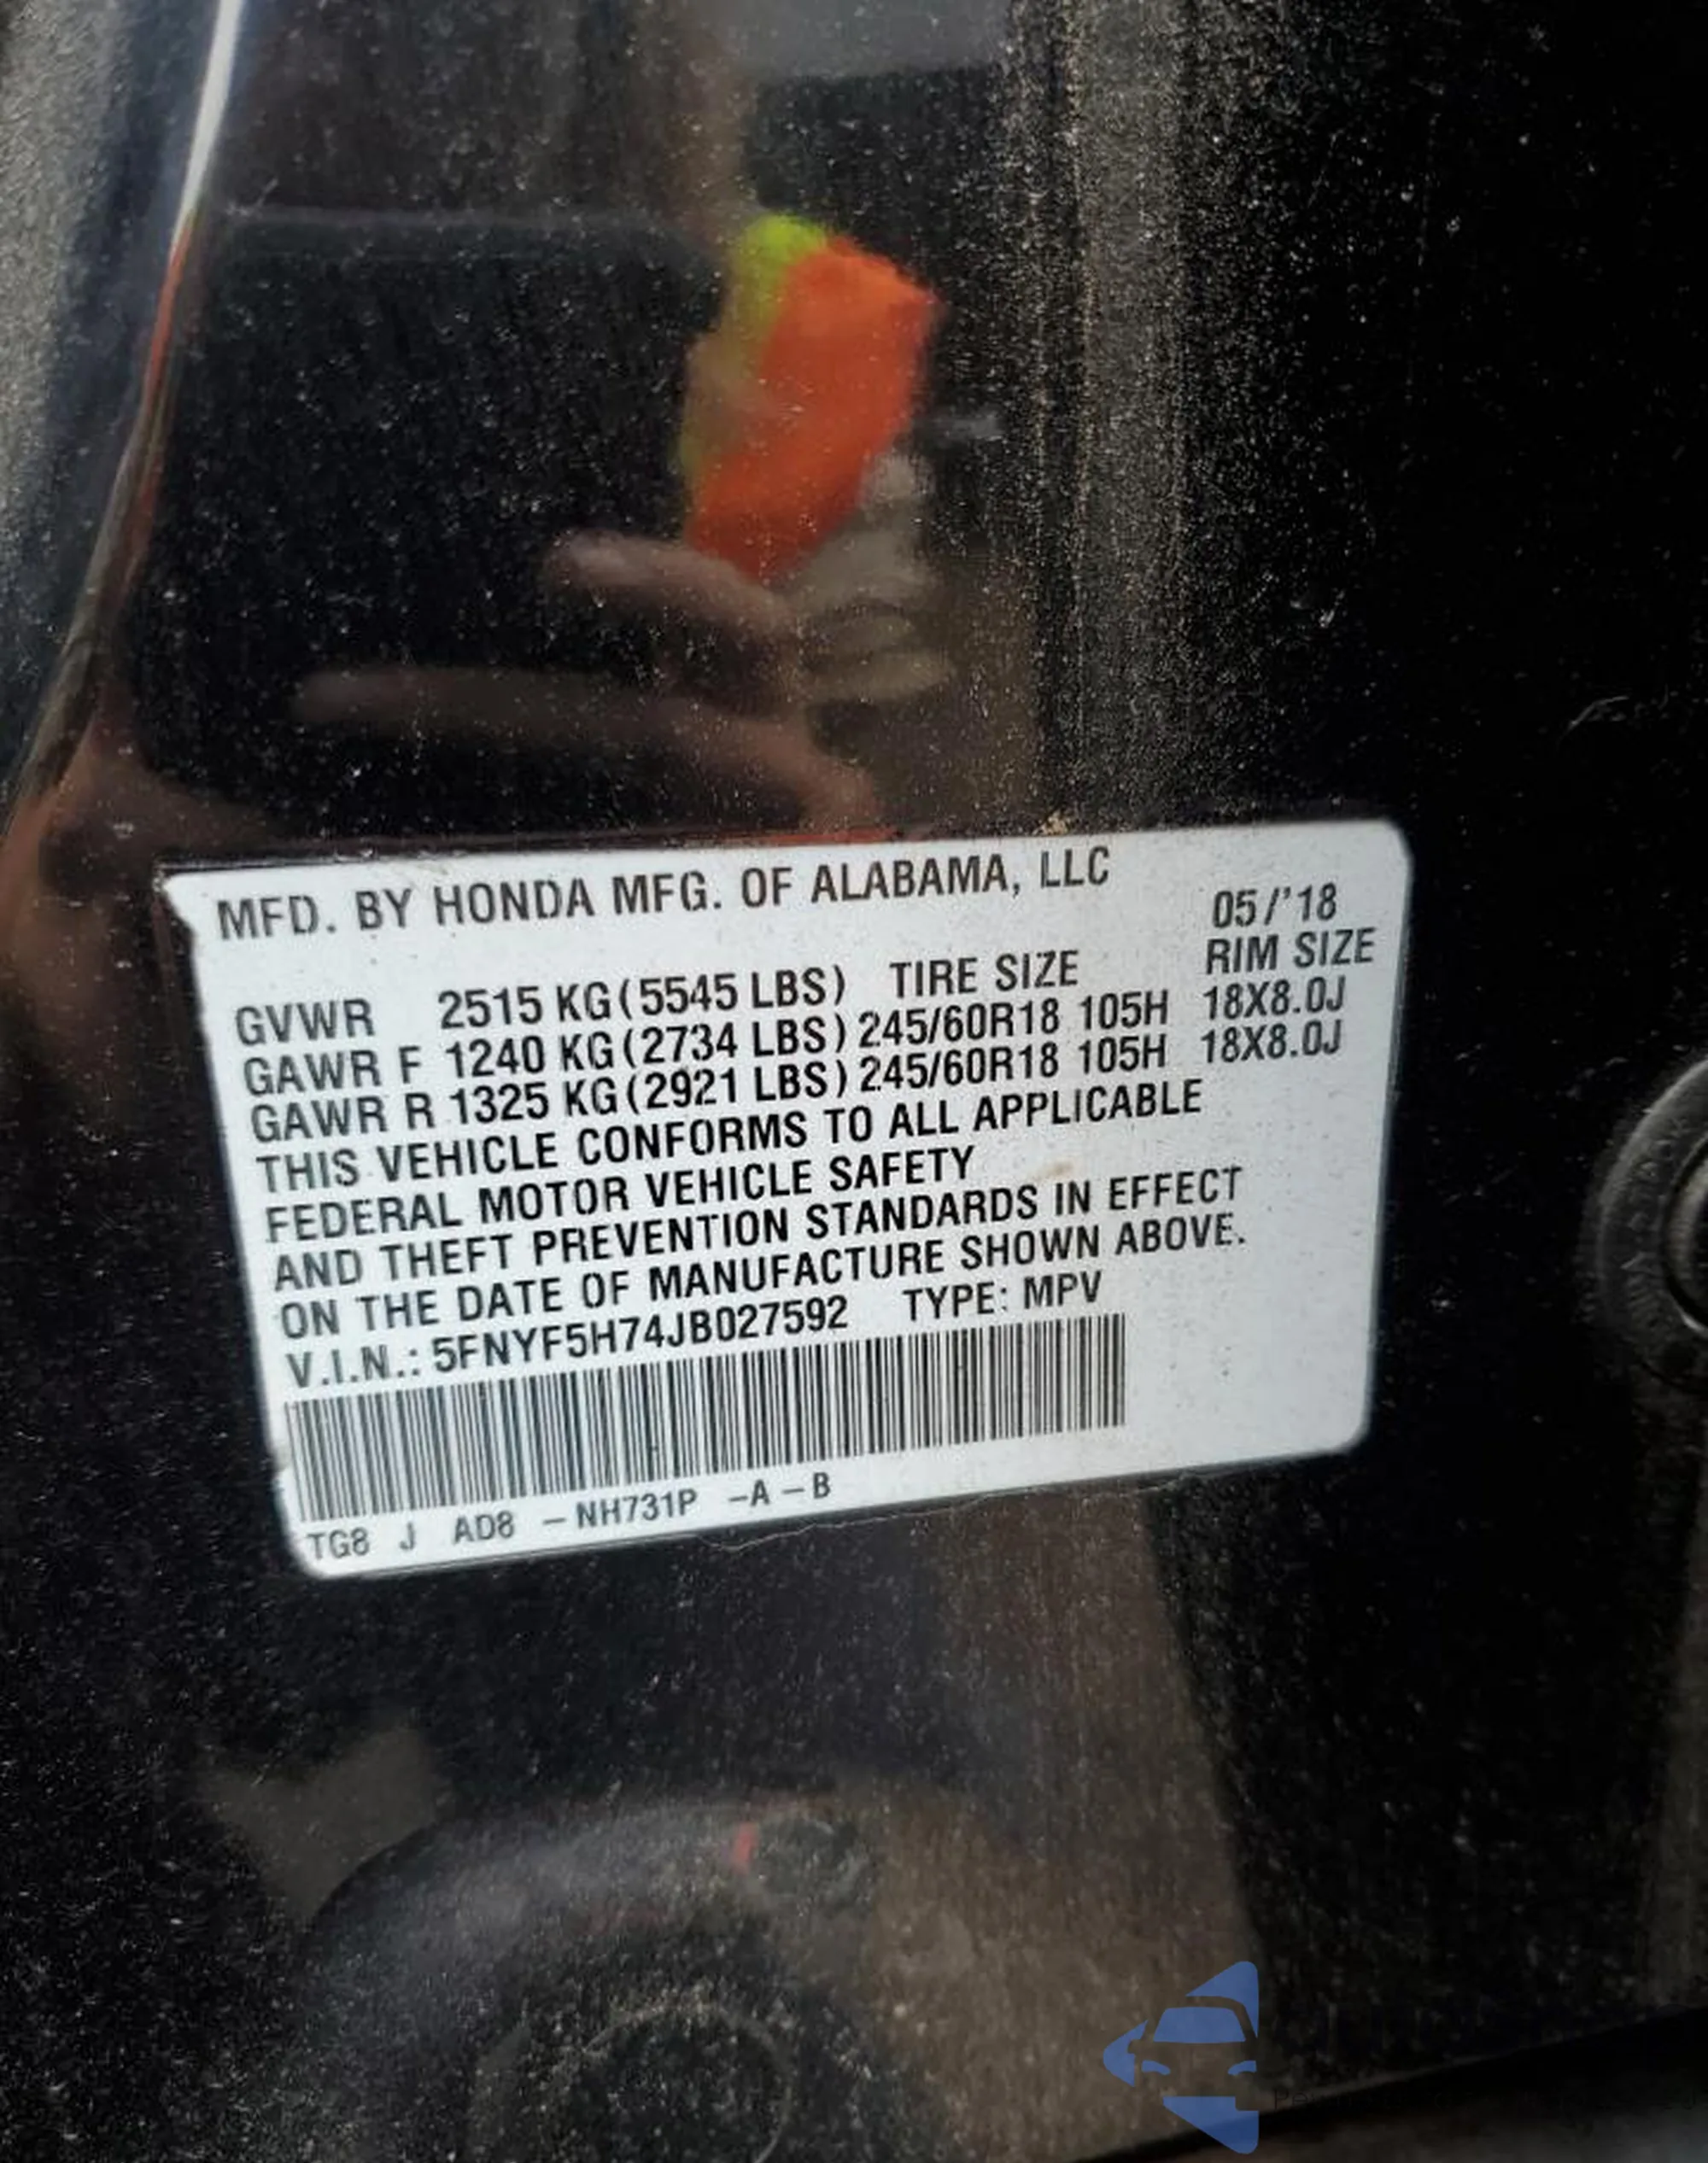 MFD. BY HONDA MFG. OF ALABAMA, LLC
05/'18
GVWR 2515 KG(5545 LBS) TIRE SIZE RIM SIZE
GAWR F 1240 KG(2734 LBS) 245/60R18 105H 18X8.0J
GAWR R 1325 KG(2921 LBS) 245/60R18 105H 18X8.0J
THIS VEHICLE CONFORMS TO ALL APPLICABLE
FEDERAL MOTOR VEHICLE SAFETY
AND THEFT PREVENTION STANDARDS IN EFFECT
ON THE DATE OF MANUFACTURE SHOWN ABOVE.
V.I.N.: 5FNYF5H74JB027592 TYPE: MPV
TG8 J AD8 –NH731P –A–B